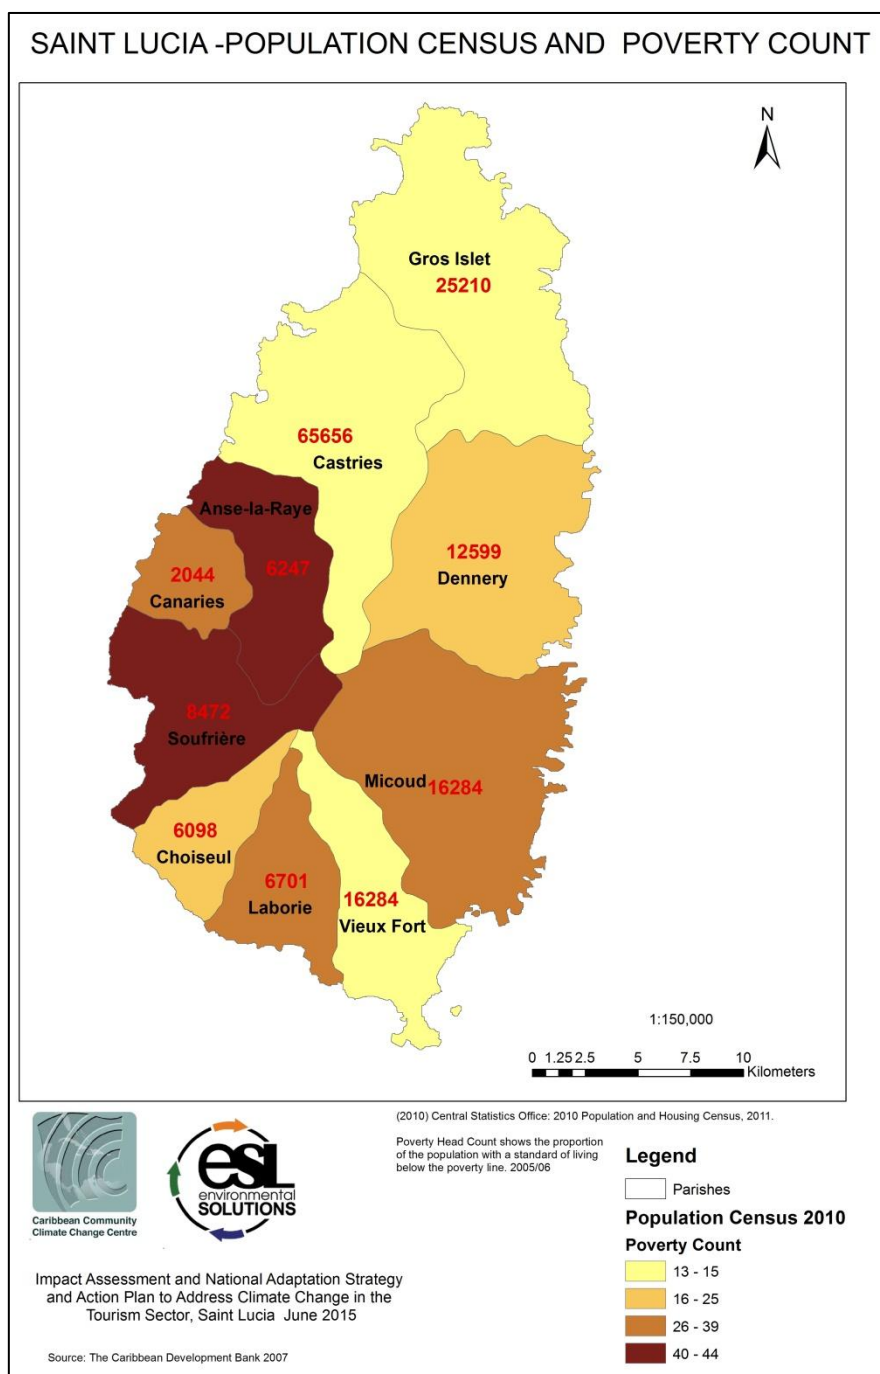 SAINT LUCIA -POPULATION CENSUS AND POVERTY COUNT
N
Gros Islet
25210
65656
Castries
Anse-la-Raye
12599
Dennery
6247
2044
Canaries
8472
Soufrière
Micoud
16284
6098
Choiseul
6701
Laborie
16284
Vieux Fort
1:150,000
0 1.25 2.5 5 7.5 10
Kilometers
(2010) Central Statistics Office: 2010 Population and Housing Census, 2011.
Poverty Head Count shows the proportion
of the population with a standard of living
below the poverty line. 2005/06
Caribbean Community
Climate Change Centre
esl
environmental
SOLUTIONS
Impact Assessment and National Adaptation Strategy
and Action Plan to Address Climate Change in the
Tourism Sector, Saint Lucia June 2015
Source: The Caribbean Development Bank 2007
Legend
Parishes
Population Census 2010
Poverty Count
13 - 15
16 - 25
26 - 39
40 - 44